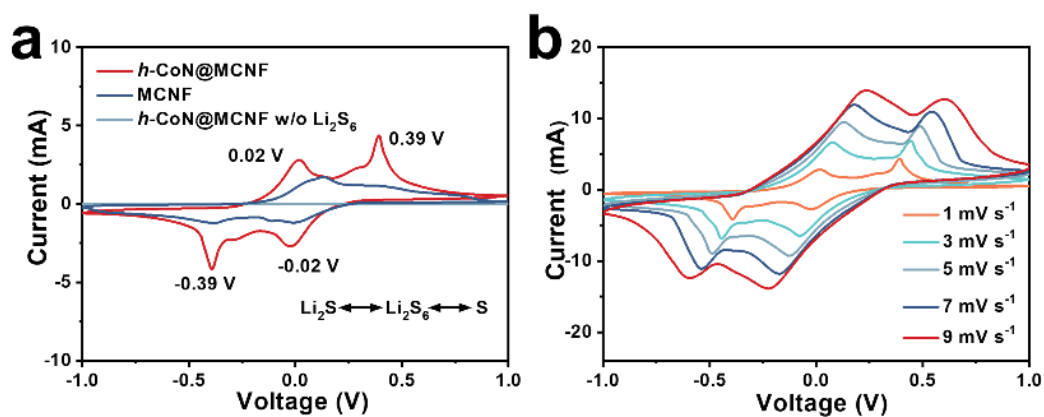 a
Current (mA)
10
5
0
-5
-10
h-CoN@MCNF
MCNF
h-CoN@MCNF w/o Li₂S₆
0.02 V
0.39 V
-0.39 V
-0.02 V
Li₂S↔Li₂S₆↔S
-1.0 -0.5 0.0 0.5 1.0
Voltage (V)
b
Current (mA)
20
10
0
-10
-20
1 mV s⁻¹
3 mV s⁻¹
5 mV s⁻¹
7 mV s⁻¹
9 mV s⁻¹
-1.0 -0.5 0.0 0.5 1.0
Voltage (V)